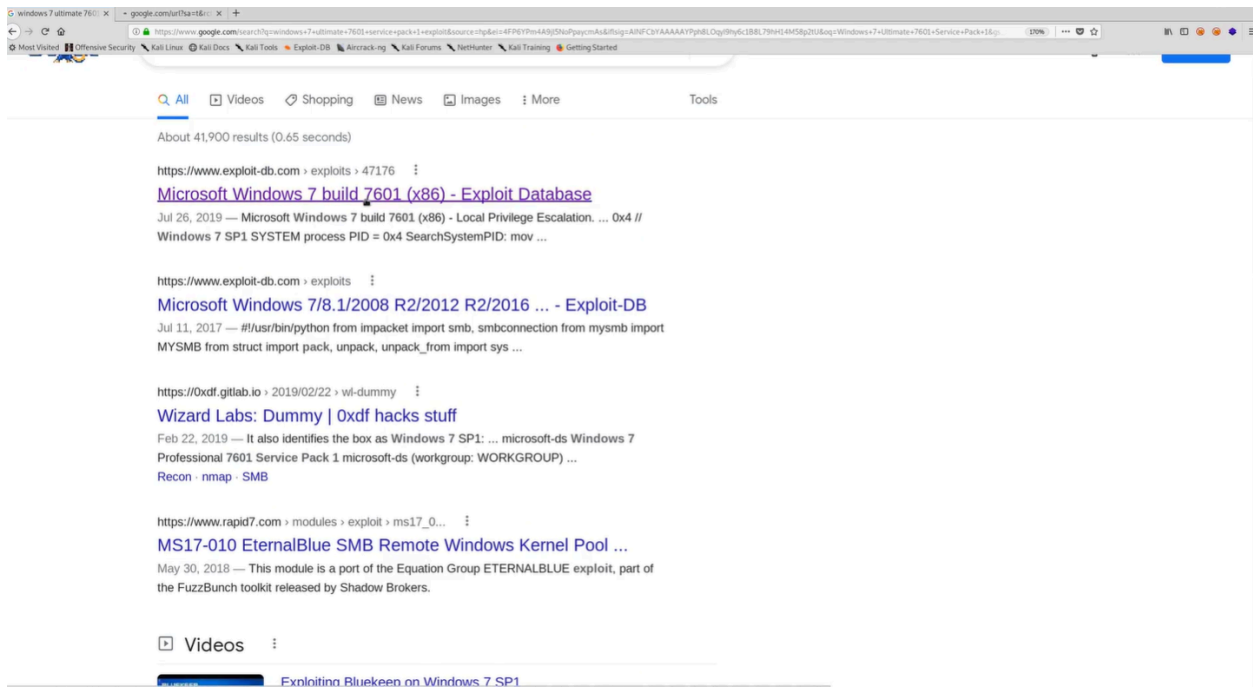 windows 7 ultimate 760
google.com/url?sa=t&rc
170%
Most Visited Offensive Security Kali Linux Kali Docs Kali Tools Exploit-DB Aircrack-ng Kali Forums NetHunter Kali Training Getting Started
All Videos Shopping News Images More Tools
About 41,900 results (0.65 seconds)
https://www.exploit-db.com › exploits › 47176
Microsoft Windows 7 build 7601 (x86) - Exploit Database
Jul 26, 2019 — Microsoft Windows 7 build 7601 (x86) - Local Privilege Escalation. ... 0x4 //
Windows 7 SP1 SYSTEM process PID = 0x4 SearchSystemPID: mov ...
https://www.exploit-db.com › exploits
Microsoft Windows 7/8.1/2008 R2/2012 R2/2016 ... - Exploit-DB
Jul 11, 2017 — #!/usr/bin/python from impacket import smb, smbconnection from mysmb import
MYSMB from struct import pack, unpack, unpack_from import sys ...
https://0xdf.gitlab.io › 2019/02/22 › wl-dummy
Wizard Labs: Dummy | 0xdf hacks stuff
Feb 22, 2019 — It also identifies the box as Windows 7 SP1: ... microsoft-ds Windows 7
Professional 7601 Service Pack 1 microsoft-ds (workgroup: WORKGROUP) ...
Recon · nmap · SMB
https://www.rapid7.com › modules › exploit › ms17_0...
MS17-010 EternalBlue SMB Remote Windows Kernel Pool ...
May 30, 2018 — This module is a part of the Equation Group ETERNALBLUE exploit, part of
the FuzzBunch toolkit released by Shadow Brokers.
Videos
Exploiting Bluekeep on Windows 7 SP1